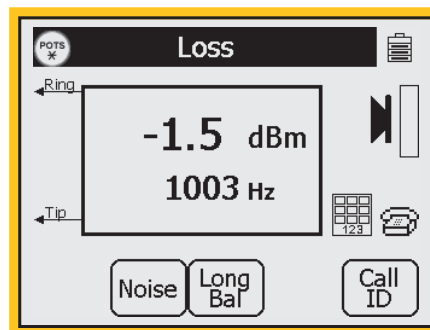 POTS
Loss
Ring
-1.5 dBm
1003 Hz
Tip
123
Noise
Long
Bal
Call
ID